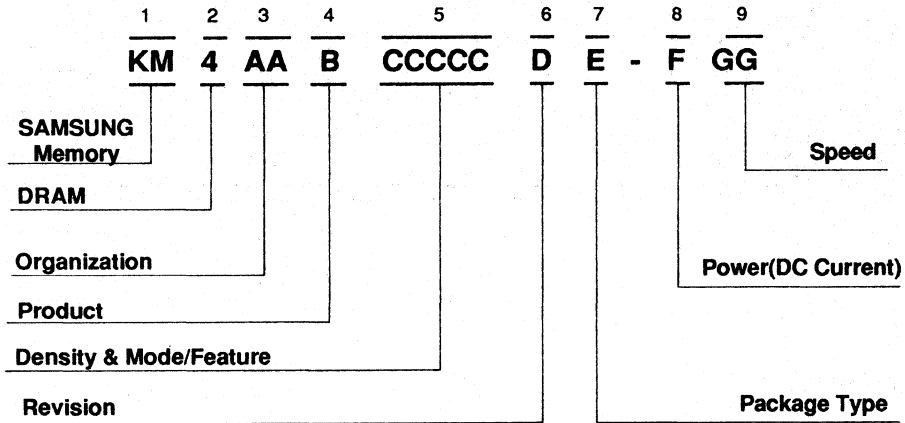 1 2 3 4 5 6 7 8 9
KM 4 AA B CCCCC D E - F GG
SAMSUNG
Memory
Speed
DRAM
Organization
Power(DC Current)
Product
Density & Mode/Feature
Revision
Package Type